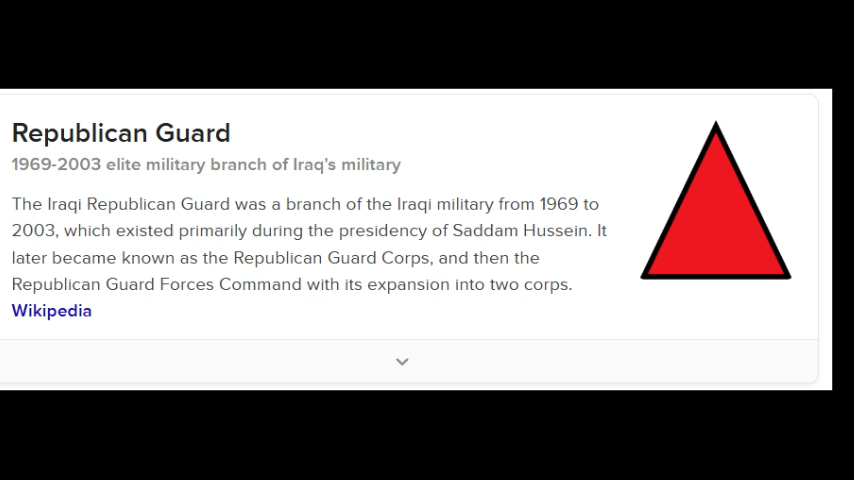 Republican Guard
1969-2003 elite military branch of Iraq's military
The Iraqi Republican Guard was a branch of the Iraqi military from 1969 to
2003, which existed primarily during the presidency of Saddam Hussein. It
later became known as the Republican Guard Corps, and then the
Republican Guard Forces Command with its expansion into two corps.
Wikipedia